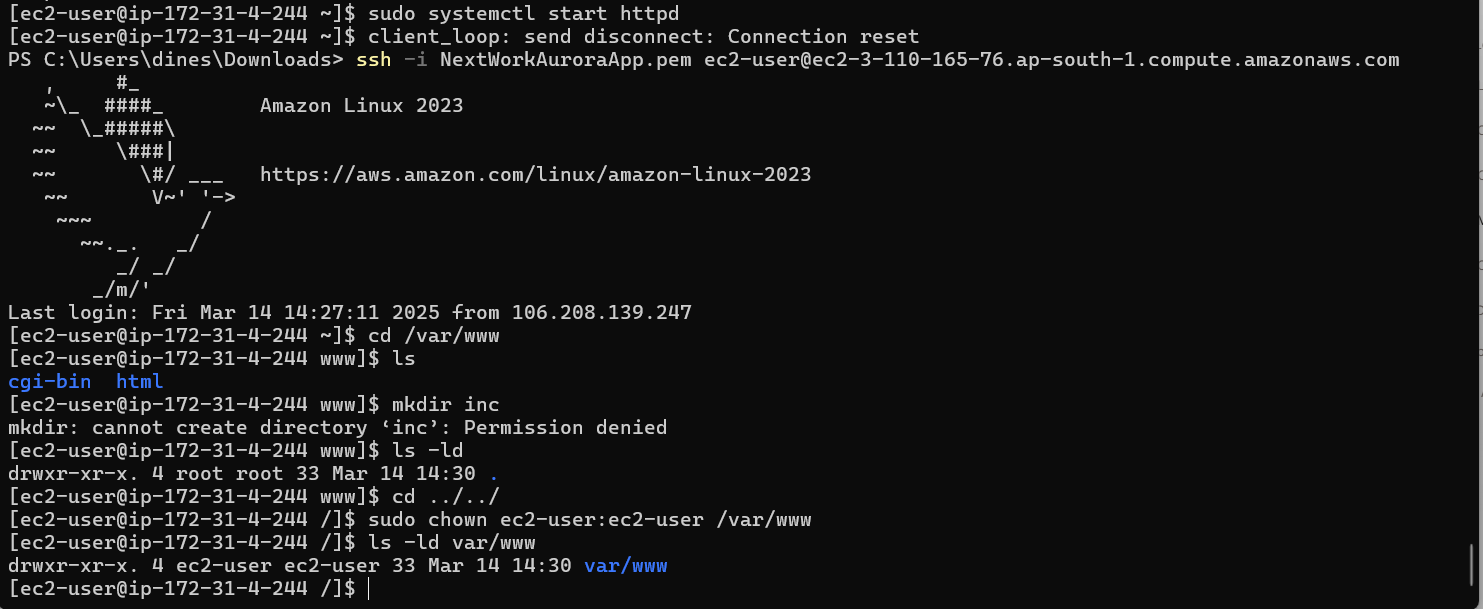 [ec2-user@ip-172-31-4-244 ~]$ sudo systemctl start httpd
[ec2-user@ip-172-31-4-244 ~]$ client_loop: send disconnect: Connection reset
PS C:\Users\dines\Downloads> ssh -i NextWorkAuroraApp.pem ec2-user@ec2-3-110-165-76.ap-south-1.compute.amazonaws.com
   ,     #_
   ~\_  ####_        Amazon Linux 2023
  ~~  \_#####\
  ~~     \###|
  ~~       \#/ ___   https://aws.amazon.com/linux/amazon-linux-2023
   ~~       V~' '->
    ~~~         /
      ~~._.   _/
         _/ _/
       _/m/'
Last login: Fri Mar 14 14:27:11 2025 from 106.208.139.247
[ec2-user@ip-172-31-4-244 ~]$ cd /var/www
[ec2-user@ip-172-31-4-244 www]$ ls
cgi-bin  html
[ec2-user@ip-172-31-4-244 www]$ mkdir inc
mkdir: cannot create directory ‘inc’: Permission denied
[ec2-user@ip-172-31-4-244 www]$ ls -ld
drwxr-xr-x. 4 root root 33 Mar 14 14:30 .
[ec2-user@ip-172-31-4-244 www]$ cd ../../
[ec2-user@ip-172-31-4-244 /]$ sudo chown ec2-user:ec2-user /var/www
[ec2-user@ip-172-31-4-244 /]$ ls -ld var/www
drwxr-xr-x. 4 ec2-user ec2-user 33 Mar 14 14:30 var/www
[ec2-user@ip-172-31-4-244 /]$